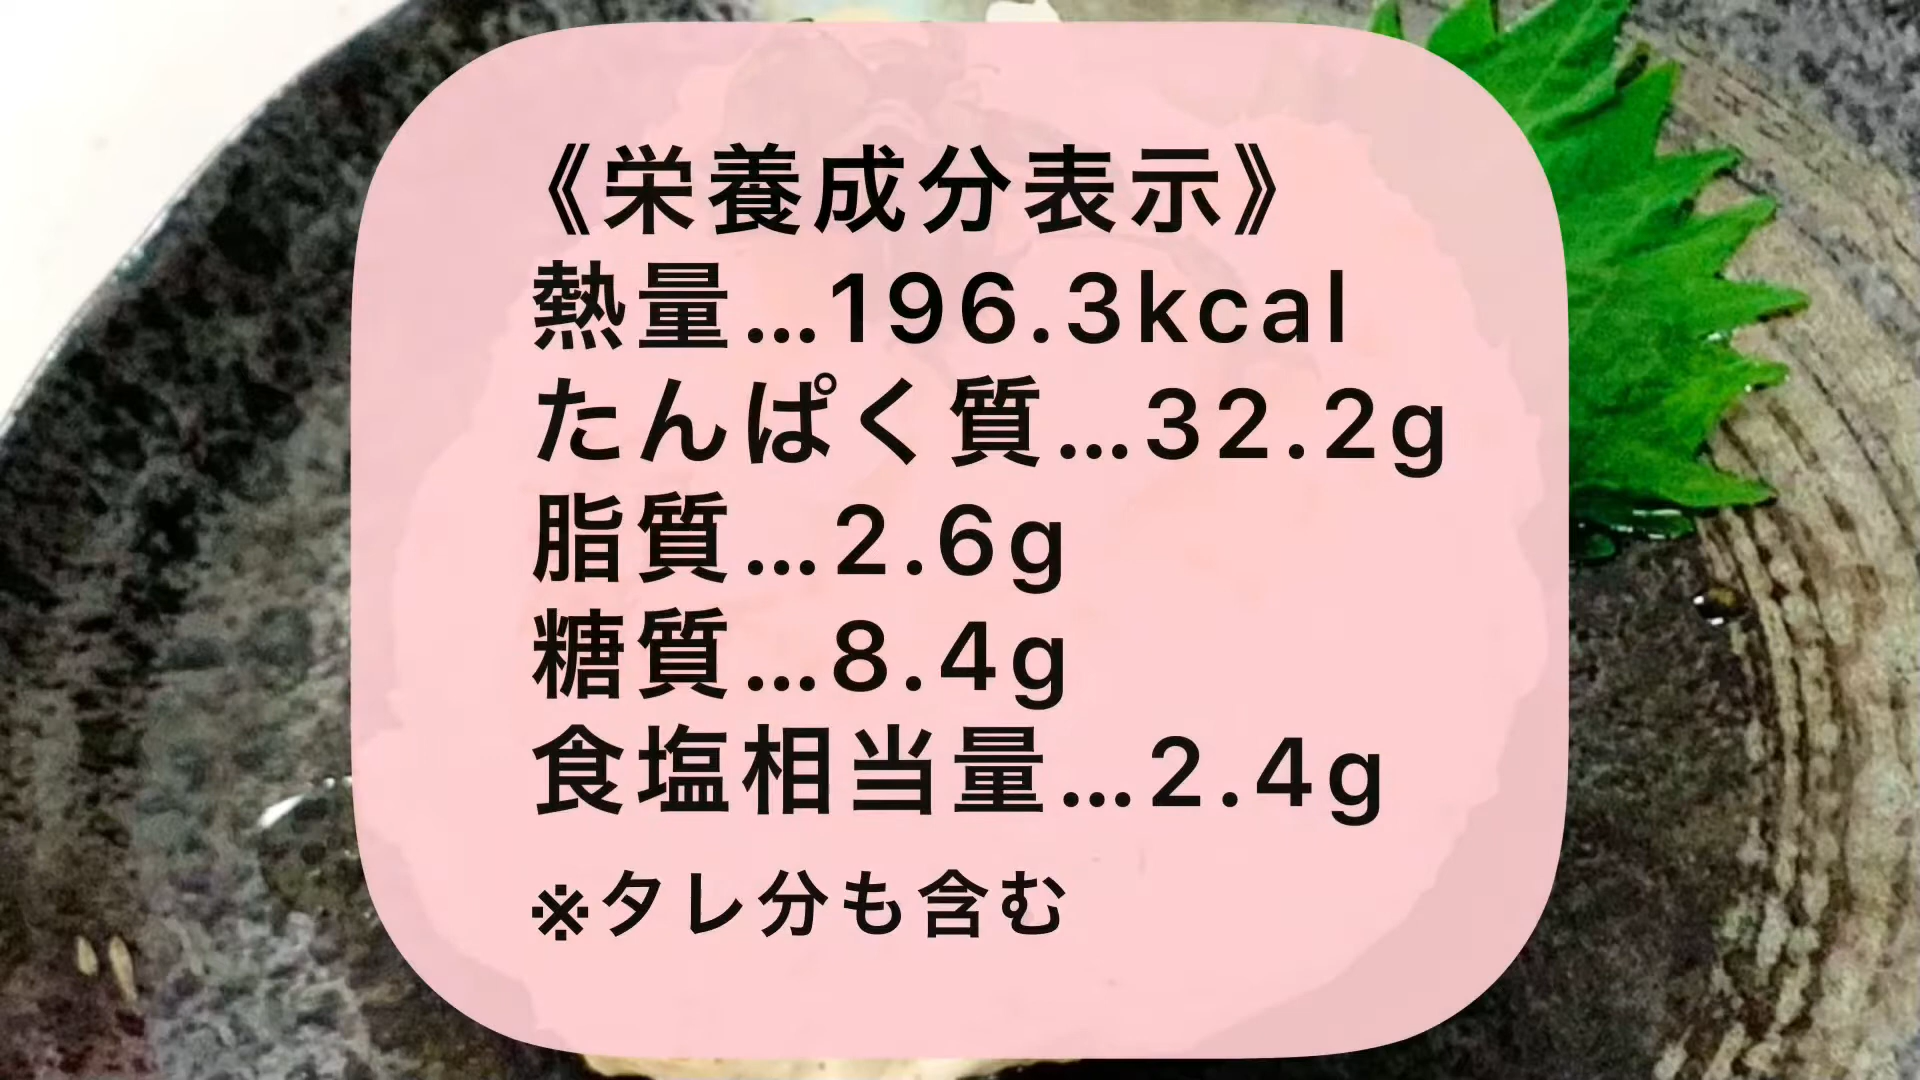 《栄養成分表示》
熱量…196.3kcal
たんぱく質…32.2g
脂質…2.6g
糖質…8.4g
食塩相当量…2.4g
※タレ分も含む